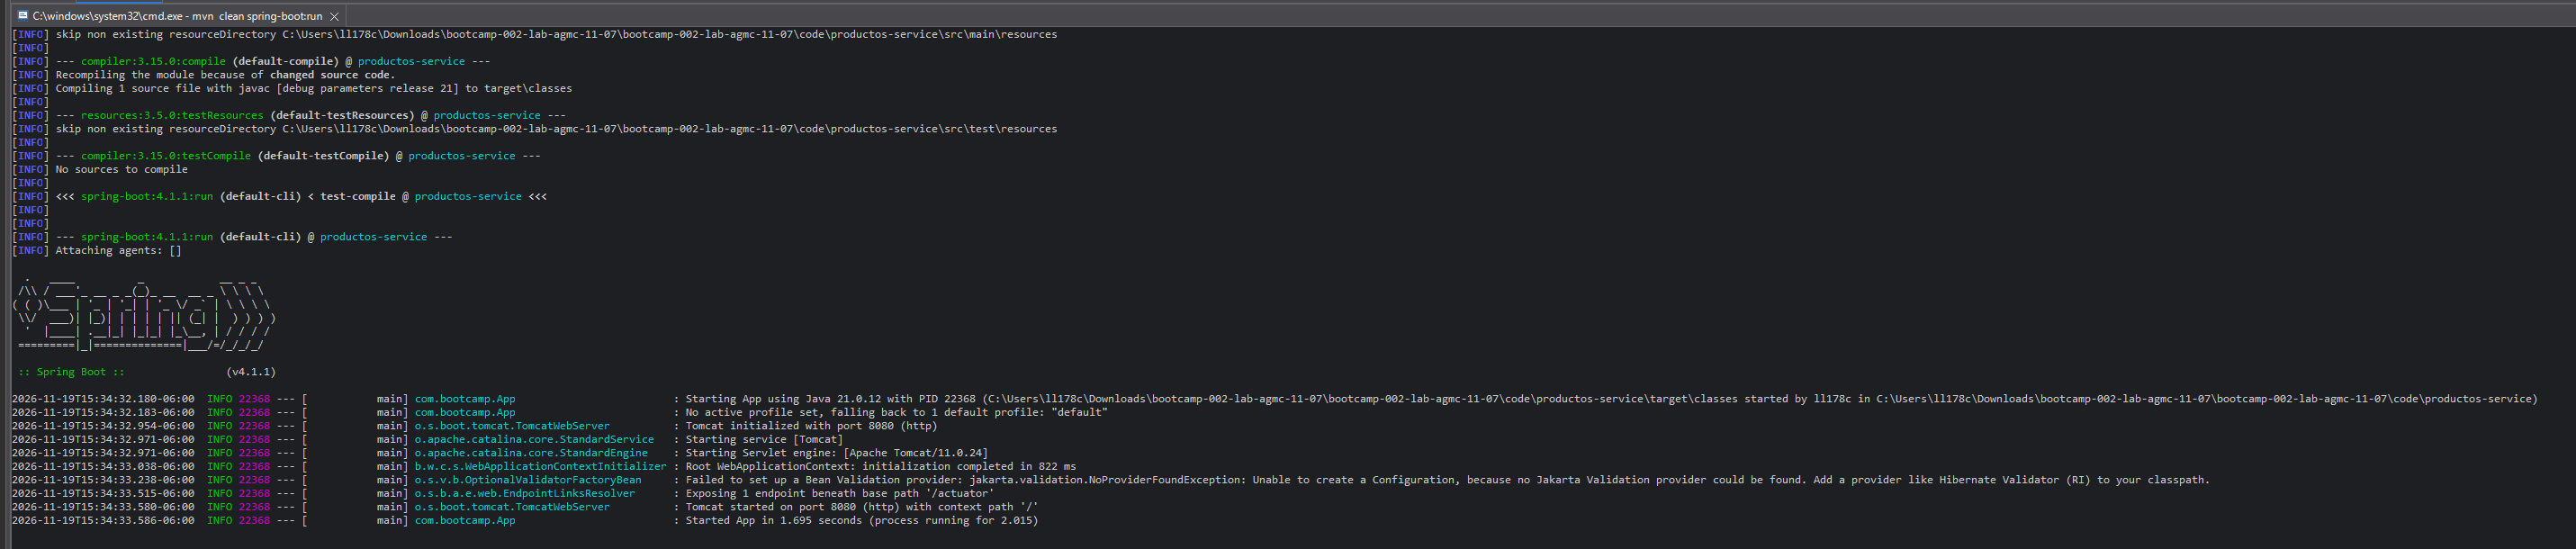 C:\windows\system32\cmd.exe - mvn  clean spring-boot:run
[INFO] skip non existing resourceDirectory C:\Users\ll178c\Downloads\bootcamp-002-lab-agmc-11-07\bootcamp-002-lab-agmc-11-07\code\productos-service\src\main\resources
[INFO]
[INFO] --- compiler:3.15.0:compile (default-compile) @ productos-service ---
[INFO] Recompiling the module because of changed source code.
[INFO] Compiling 1 source file with javac [debug parameters release 21] to target\classes
[INFO]
[INFO] --- resources:3.5.0:testResources (default-testResources) @ productos-service ---
[INFO] skip non existing resourceDirectory C:\Users\ll178c\Downloads\bootcamp-002-lab-agmc-11-07\bootcamp-002-lab-agmc-11-07\code\productos-service\src\test\resources
[INFO]
[INFO] --- compiler:3.15.0:testCompile (default-testCompile) @ productos-service ---
[INFO] No sources to compile
[INFO]
[INFO] <<< spring-boot:4.1.1:run (default-cli) < test-compile @ productos-service <<<
[INFO]
[INFO]
[INFO] --- spring-boot:4.1.1:run (default-cli) @ productos-service ---
[INFO] Attaching agents: []
  .   ____          _            __ _ _
 /\\ / ___'_ __ _ _(_)_ __  __ _ \ \ \ \
( ( )\___ | '_ | '_| | '_ \/ _` | \ \ \ \
 \\/  ___)| |_)| | | | | || (_| |  ) ) ) )
  '  |____| .__|_| |_|_| |_\__, | / / / /
 =========|_|==============|___/=/_/_/_/
 :: Spring Boot ::                (v4.1.1)
2026-11-19T15:34:32.180-06:00  INFO 22368 --- [           main] com.bootcamp.App                         : Starting App using Java 21.0.12 with PID 22368 (C:\Users\ll178c\Downloads\bootcamp-002-lab-agmc-11-07\bootcamp-002-lab-agmc-11-07\code\productos-service\target\classes started by ll178c in C:\Users\ll178c\Downloads\bootcamp-002-lab-agmc-11-07\bootcamp-002-lab-agmc-11-07\code\productos-service)
2026-11-19T15:34:32.183-06:00  INFO 22368 --- [           main] com.bootcamp.App                         : No active profile set, falling back to 1 default profile: "default"
2026-11-19T15:34:32.954-06:00  INFO 22368 --- [           main] o.s.boot.tomcat.TomcatWebServer          : Tomcat initialized with port 8080 (http)
2026-11-19T15:34:32.971-06:00  INFO 22368 --- [           main] o.apache.catalina.core.StandardService   : Starting service [Tomcat]
2026-11-19T15:34:32.971-06:00  INFO 22368 --- [           main] o.apache.catalina.core.StandardEngine    : Starting Servlet engine: [Apache Tomcat/11.0.24]
2026-11-19T15:34:33.038-06:00  INFO 22368 --- [           main] b.w.c.s.WebApplicationContextInitializer : Root WebApplicationContext: initialization completed in 822 ms
2026-11-19T15:34:33.238-06:00  INFO 22368 --- [           main] o.s.v.b.OptionalValidatorFactoryBean     : Failed to set up a Bean Validation provider: jakarta.validation.NoProviderFoundException: Unable to create a Configuration, because no Jakarta Validation provider could be found. Add a provider like Hibernate Validator (RI) to your classpath.
2026-11-19T15:34:33.515-06:00  INFO 22368 --- [           main] o.s.b.a.e.web.EndpointLinksResolver      : Exposing 1 endpoint beneath base path '/actuator'
2026-11-19T15:34:33.580-06:00  INFO 22368 --- [           main] o.s.boot.tomcat.TomcatWebServer          : Tomcat started on port 8080 (http) with context path '/'
2026-11-19T15:34:33.586-06:00  INFO 22368 --- [           main] com.bootcamp.App                         : Started App in 1.695 seconds (process running for 2.015)